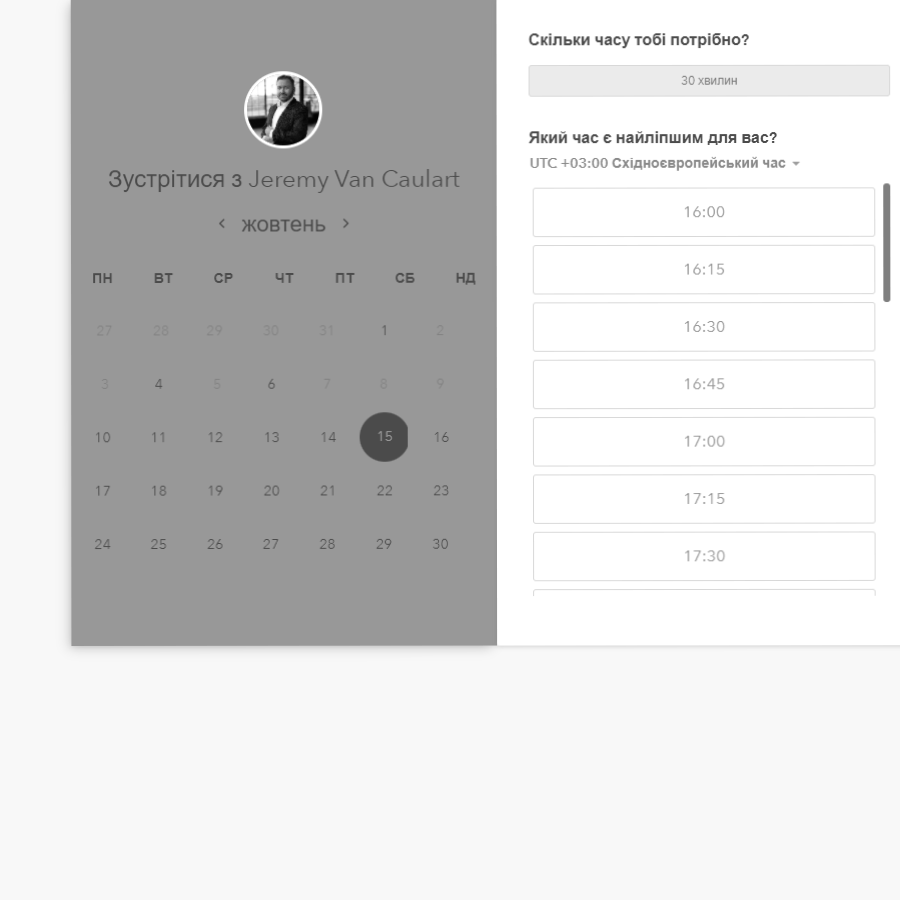 Зустрітися з Jeremy Van Caulart
жовтень
ПН ВТ СР ЧТ ПТ СБ НД
27 28 29 30 31 1 2
3 4 5 6 7 8 9
10 11 12 13 14 15 16
17 18 19 20 21 22 23
24 25 26 27 28 29 30
Скільки часу тобі потрібно?
30 хвилин
Який час є найліпшим для вас?
UTC +03:00 Східноєвропейський час
16:00
16:15
16:30
16:45
17:00
17:15
17:30